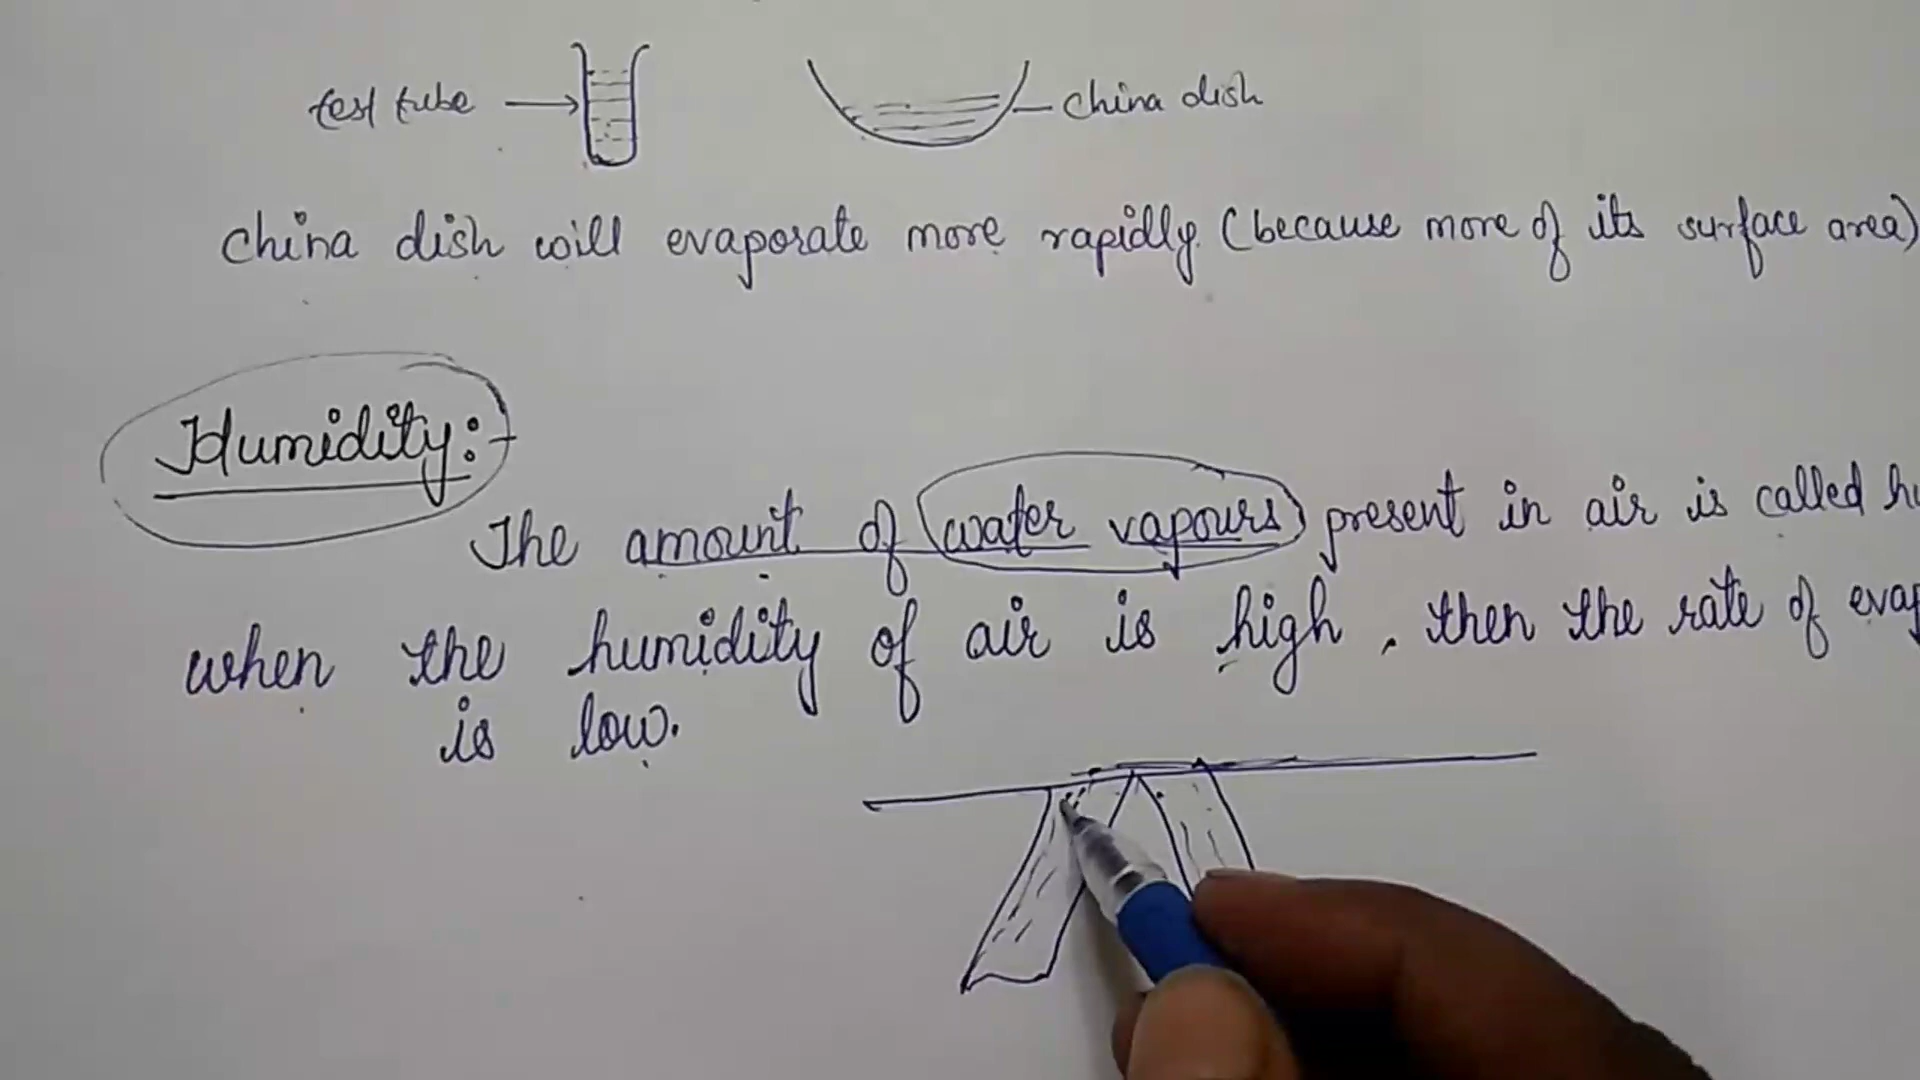 test tube
china dish
china dish will evaporate more rapidly. (because more of its surface area)
Humidity:-
The amount of water vapours present in air is called
when the humidity of air is high, then the rate of
is low.